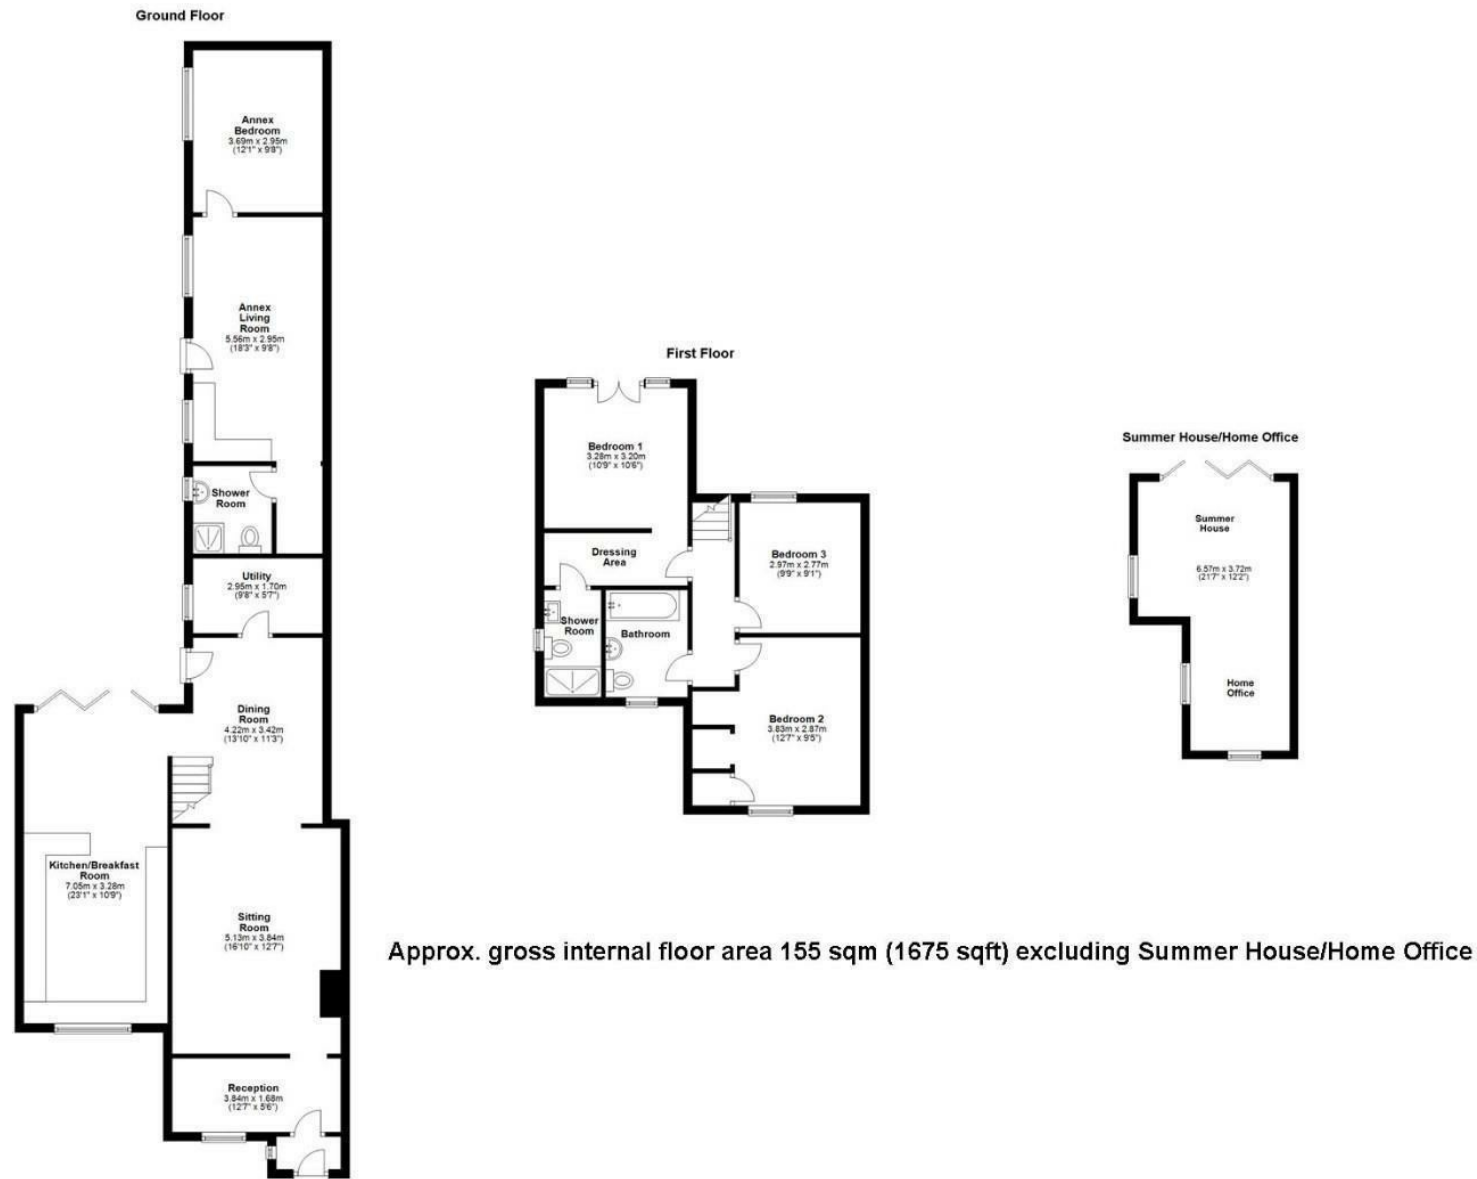 Ground Floor
Annex
Bedroom
3.69m x 2.95m
(12'1" x 9'8")
Annex
Living
Room
5.56m x 2.95m
(18'3" x 9'8")
Shower
Room
Utility
2.95m x 1.70m
(9'8" x 5'7")
Dining
Room
4.22m x 3.42m
(13'10" x 11'3")
Kitchen/Breakfast
Room
7.05m x 3.28m
(23'1" x 10'9")
Sitting
Room
5.13m x 3.84m
(16'10" x 12'7")
Reception
3.84m x 1.68m
(12'7" x 5'6")
First Floor
Bedroom 1
3.28m x 3.20m
(10'9" x 10'6")
Dressing
Area
Bedroom 3
2.97m x 2.77m
(9'9" x 9'1")
Shower
Room
Bathroom
Bedroom 2
3.83m x 2.87m
(12'7" x 9'5")
Summer House/Home Office
Summer
House
6.57m x 3.72m
(21'7" x 12'2")
Home
Office
Approx. gross internal floor area 155 sqm (1675 sqft) excluding Summer House/Home Office